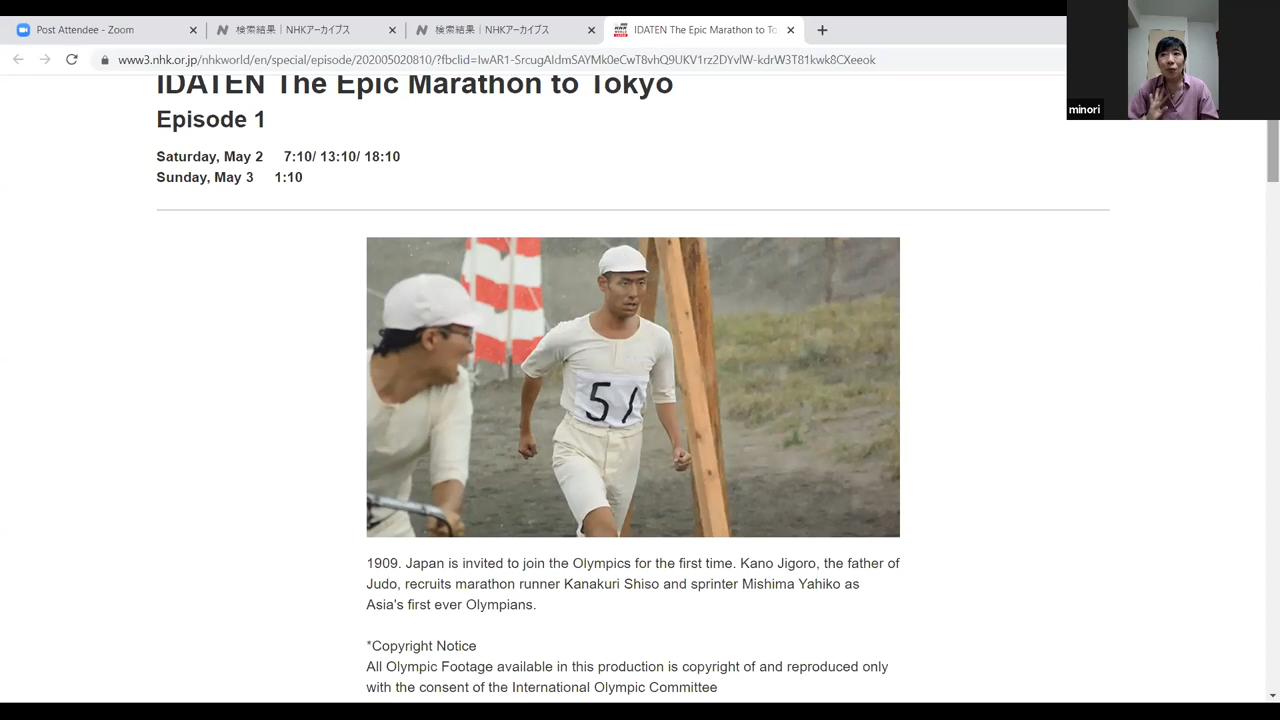 Post Attendee - Zoom
検索結果 | NHKアーカイブス
検索結果 | NHKアーカイブス
NHK WORLD JAPAN
IDATEN The Epic Marathon to To
www3.nhk.or.jp/nhkworld/en/special/episode/202005020810/?fbclid=IwAR1-SrcugAIdmSAYMk0eCwT8vhQ9UKV1rz2DYvfW-kdrW3T81kwk8CXeeok
minori
IDATEN The Epic Marathon to Tokyo
Episode 1
Saturday, May 2 7:10/ 13:10/ 18:10
Sunday, May 3 1:10
51
1909. Japan is invited to join the Olympics for the first time. Kano Jigoro, the father of
Judo, recruits marathon runner Kanakuri Shiso and sprinter Mishima Yahiko as
Asia's first ever Olympians.
*Copyright Notice
All Olympic Footage available in this production is copyright of and reproduced only
with the consent of the International Olympic Committee